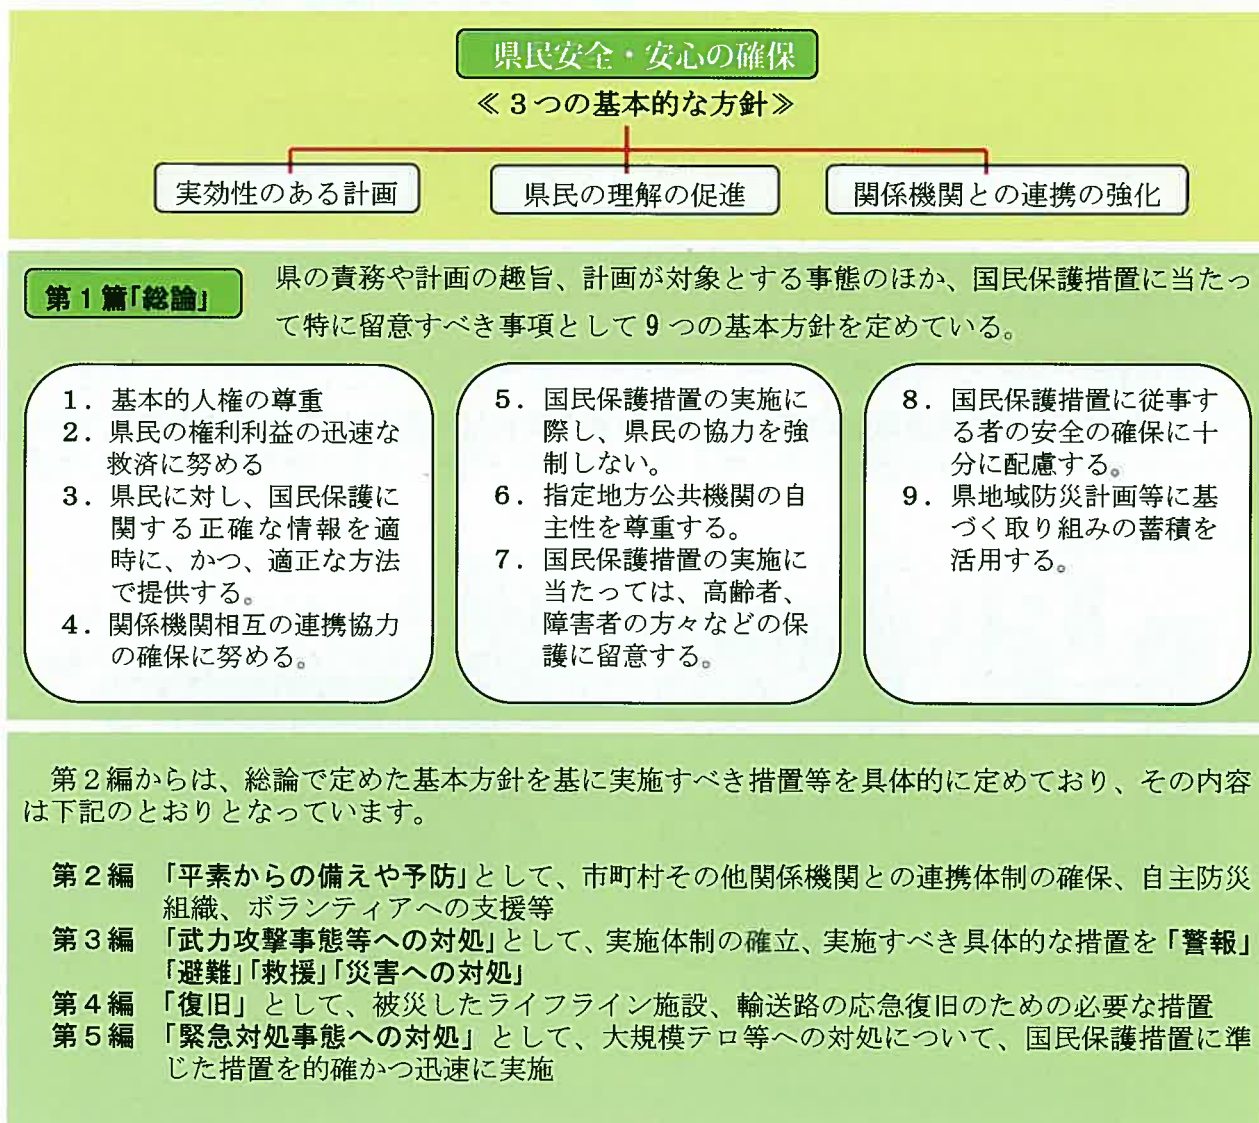 県民安全・安心の確保
≪３つの基本的な方針≫
実効性のある計画
県民の理解の促進
関係機関との連携の強化
第１篇「総論」
県の責務や計画の趣旨、計画が対象とする事態のほか、国民保護措置に当たっ
て特に留意すべき事項として９つの基本方針を定めている。
１．基本的人権の尊重
２．県民の権利利益の迅速な
救済に努める
３．県民に対し、国民保護に
関する正確な情報を適
時に、かつ、適正な方法
で提供する。
４．関係機関相互の連携協力
の確保に努める。
５．国民保護措置の実施に
際し、県民の協力を強
制しない。
６．指定地方公共機関の自
主性を尊重する。
７．国民保護措置の実施に
当たっては、高齢者、
障害者の方々などの保
護に留意する。
８．国民保護措置に従事す
る者の安全の確保に十
分に配慮する。
９．県地域防災計画等に基
づく取り組みの蓄積を
活用する。
第２編からは、総論で定めた基本方針を基に実施すべき措置等を具体的に定めており、その内容
は下記のとおりとなっています。
第２編　「平素からの備えや予防」として、市町村その他関係機関との連携体制の確保、自主防災
組織、ボランティアへの支援等
第３編　「武力攻撃事態等への対処」として、実施体制の確立、実施すべき具体的な措置を「警報」
「避難」「救援」「災害への対処」
第４編　「復旧」として、被災したライフライン施設、輸送路の応急復旧のための必要な措置
第５編　「緊急対処事態への対処」として、大規模テロ等への対処について、国民保護措置に準
じた措置を的確かつ迅速に実施